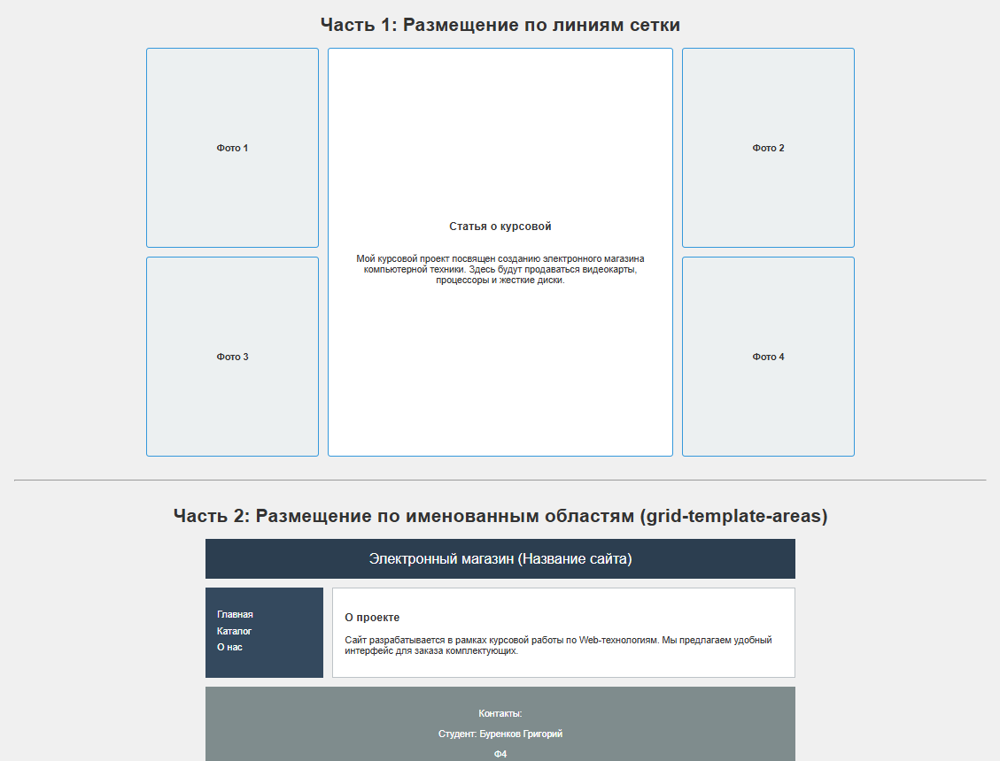 Часть 1: Размещение по линиям сетки
Фото 1
Фото 2
Статья о курсовой
Мой курсовой проект посвящен созданию электронного магазина
компьютерной техники. Здесь будут продаваться видеокарты,
процессоры и жесткие диски.
Фото 3
Фото 4
Часть 2: Размещение по именованным областям (grid-template-areas)
Электронный магазин (Название сайта)
Главная
Каталог
О нас
О проекте
Сайт разрабатывается в рамках курсовой работы по Web-технологиям. Мы предлагаем удобный
интерфейс для заказа комплектующих.
Контакты:
Студент: Буренков Григорий
Ф4